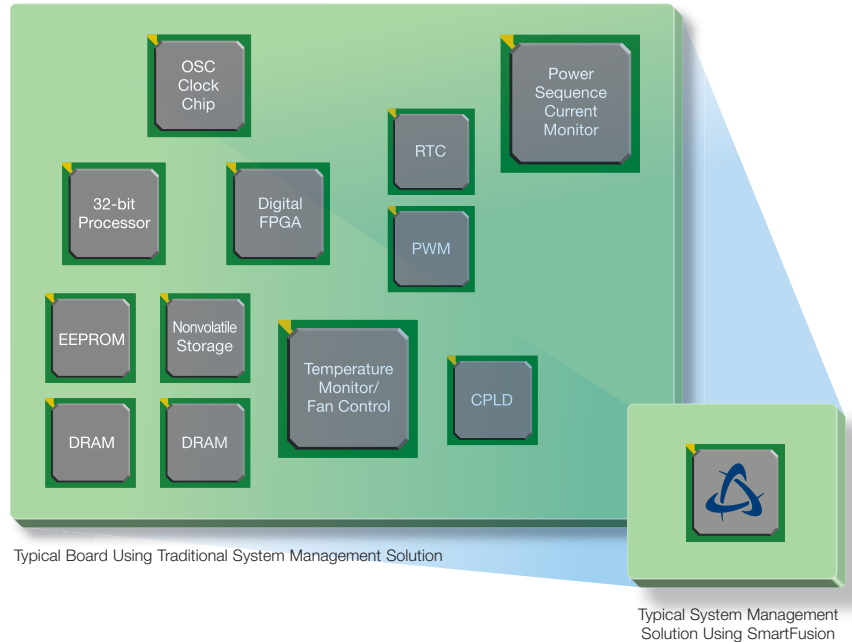 OSC
Clock
Chip
Power
Sequence
Current
Monitor
RTC
32-bit
Processor
Digital
FPGA
PWM
EEPROM
Nonvolatile
Storage
Temperature
Monitor/
Fan Control
CPLD
DRAM
DRAM
Typical Board Using Traditional System Management Solution
Typical System Management
Solution Using SmartFusion